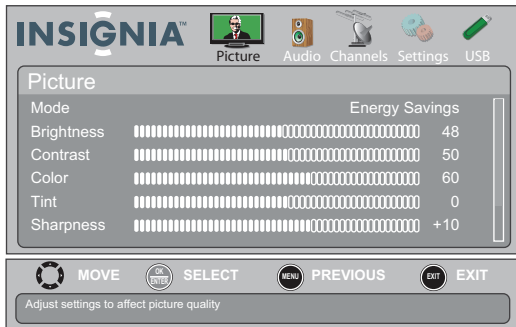 INSIGNIA™
Picture Audio Channels Settings USB
Picture
Mode Energy Savings
Brightness 48
Contrast 50
Color 60
Tint 0
Sharpness +10
MOVE OK ENTER SELECT MENU PREVIOUS EXIT EXIT
Adjust settings to affect picture quality